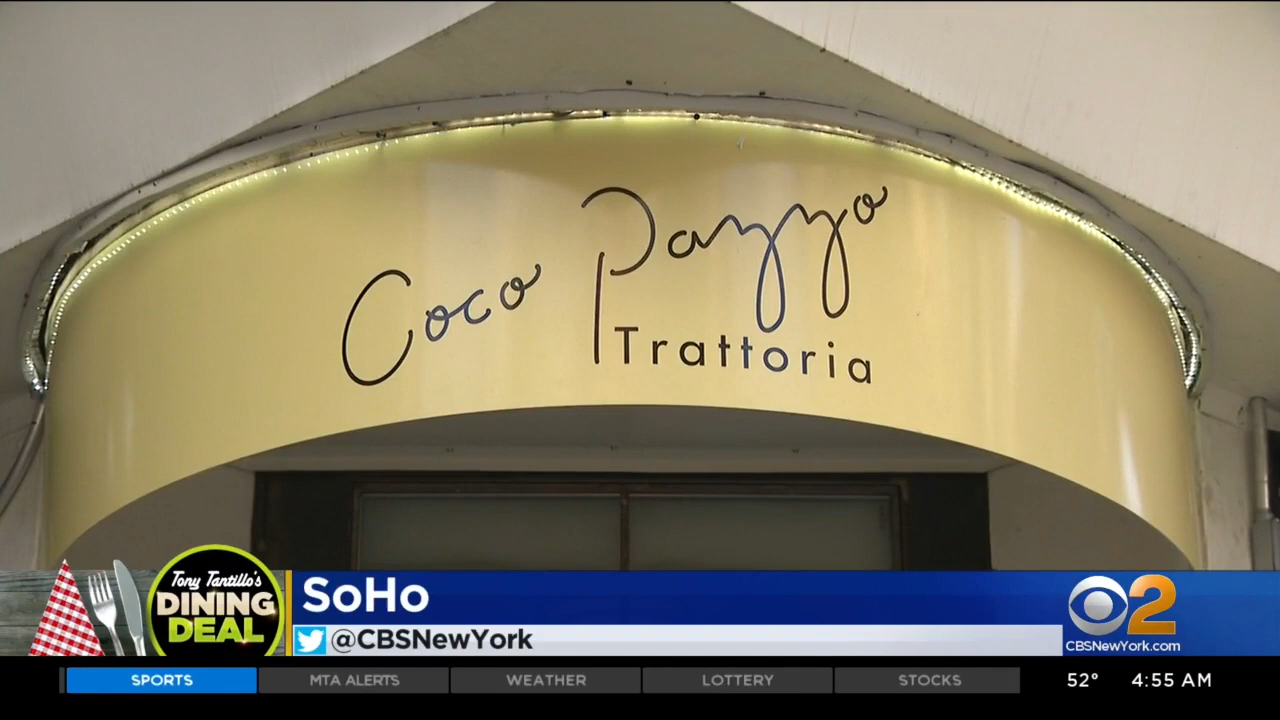 Coco Pazzo
Trattoria
Tony Tantillo's
DINING
DEAL
SoHo
@CBSNewYork
2
CBSNewYork.com
SPORTS
MTA ALERTS
WEATHER
LOTTERY
STOCKS
52°
4:55 AM